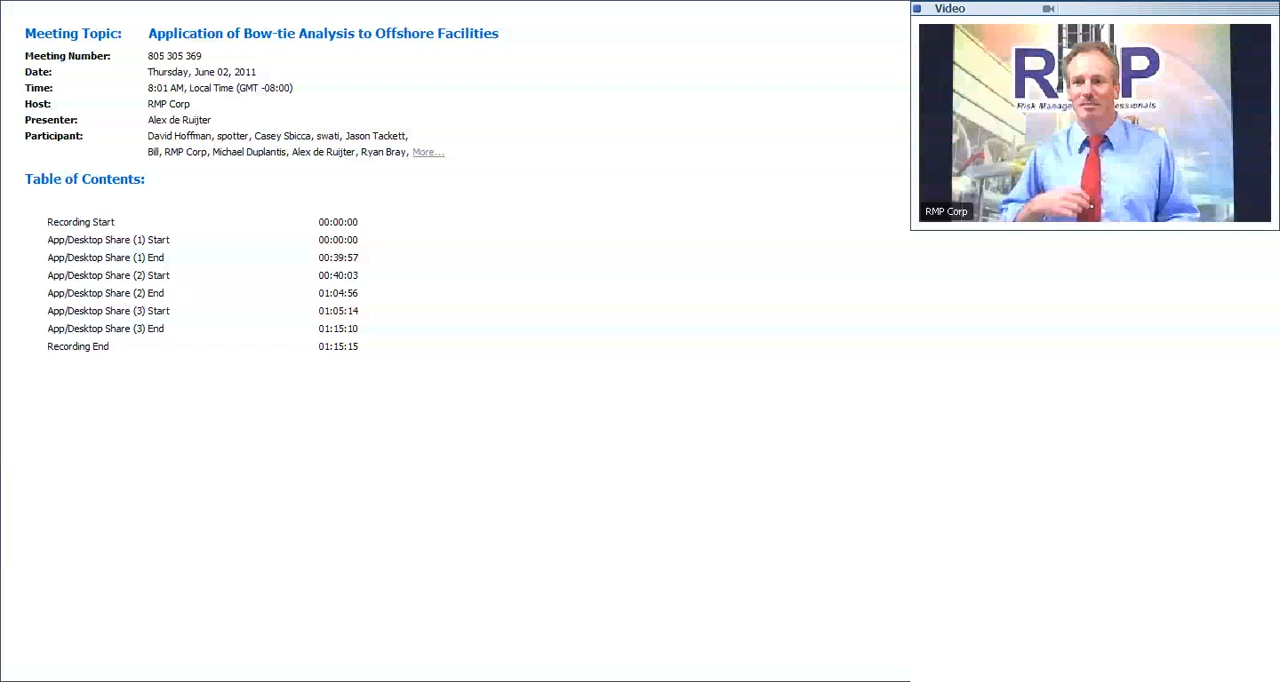 Meeting Topic: Application of Bow-tie Analysis to Offshore Facilities
Meeting Number: 805 305 369
Date: Thursday, June 02, 2011
Time: 8:01 AM, Local Time (GMT -08:00)
Host: RMP Corp
Presenter: Alex de Ruijter
Participant: David Hoffman, spotter, Casey Sbicca, swati, Jason Tackett,
Bill, RMP Corp, Michael Duplantis, Alex de Ruijter, Ryan Bray, More...
Table of Contents:
Recording Start 00:00:00
App/Desktop Share (1) Start 00:00:00
App/Desktop Share (1) End 00:39:57
App/Desktop Share (2) Start 00:40:03
App/Desktop Share (2) End 01:04:56
App/Desktop Share (3) Start 01:05:14
App/Desktop Share (3) End 01:15:10
Recording End 01:15:15
Video
R P
Risk Manage essionals
RMP Corp